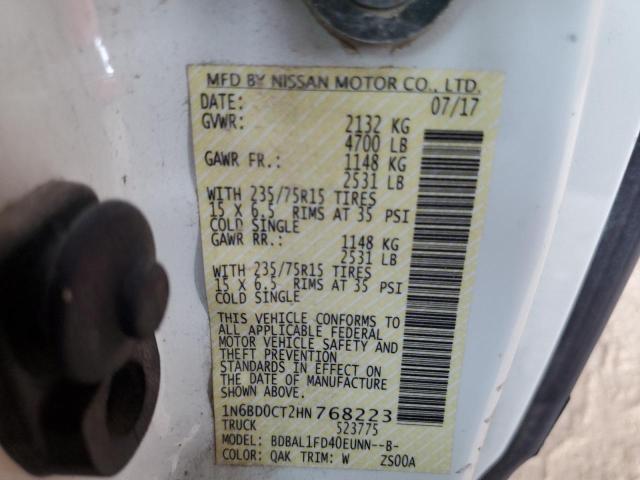 MFD BY NISSAN MOTOR CO., LTD.
DATE: 07/17
GVWR: 2132 KG
4700 LB
GAWR FR.: 1148 KG
2531 LB
WITH 235/75R15 TIRES
15 X 6.5 RIMS AT 35 PSI
COLD SINGLE
GAWR RR.: 1148 KG
2531 LB
WITH 235/75R15 TIRES
15 X 6.5 RIMS AT 35 PSI
COLD SINGLE
THIS VEHICLE CONFORMS TO
ALL APPLICABLE FEDERAL
MOTOR VEHICLE SAFETY AND
THEFT PREVENTION
STANDARDS IN EFFECT ON
THE DATE OF MANUFACTURE
SHOWN ABOVE.
1N6BD0CT2HN768223
TRUCK 523775
MODEL: BDBAL1FD40EUNN--B-
COLOR: QAK TRIM: W ZS00A